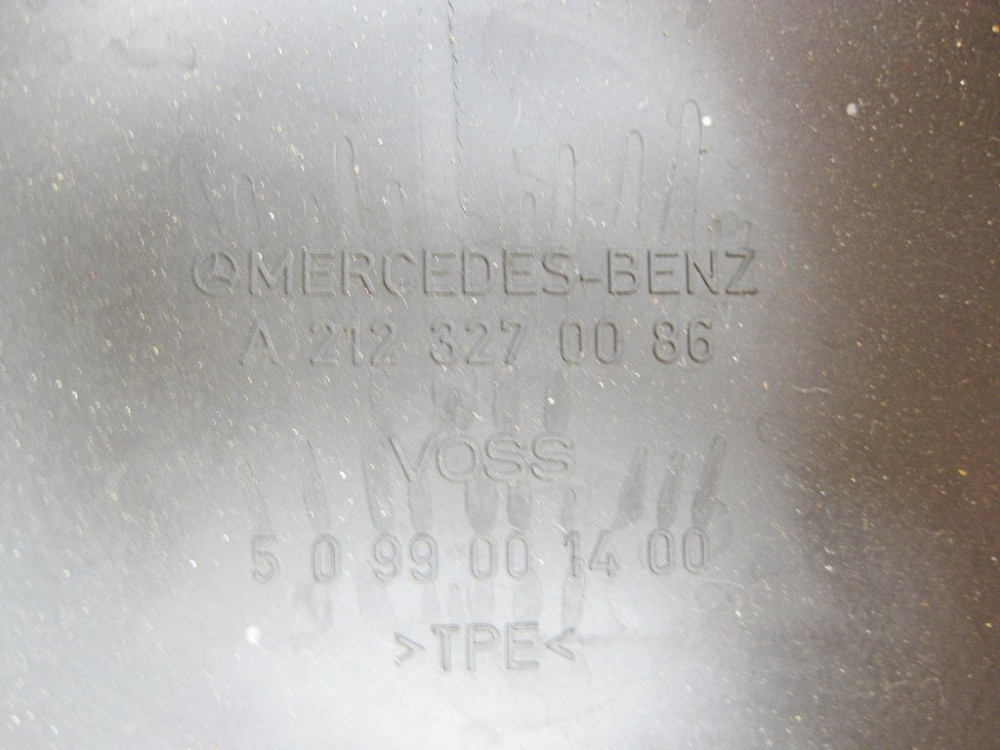 MERCEDES-BENZ
A 212 327 00 86
VOSS
5 0 99 00 14 00
>TPE<